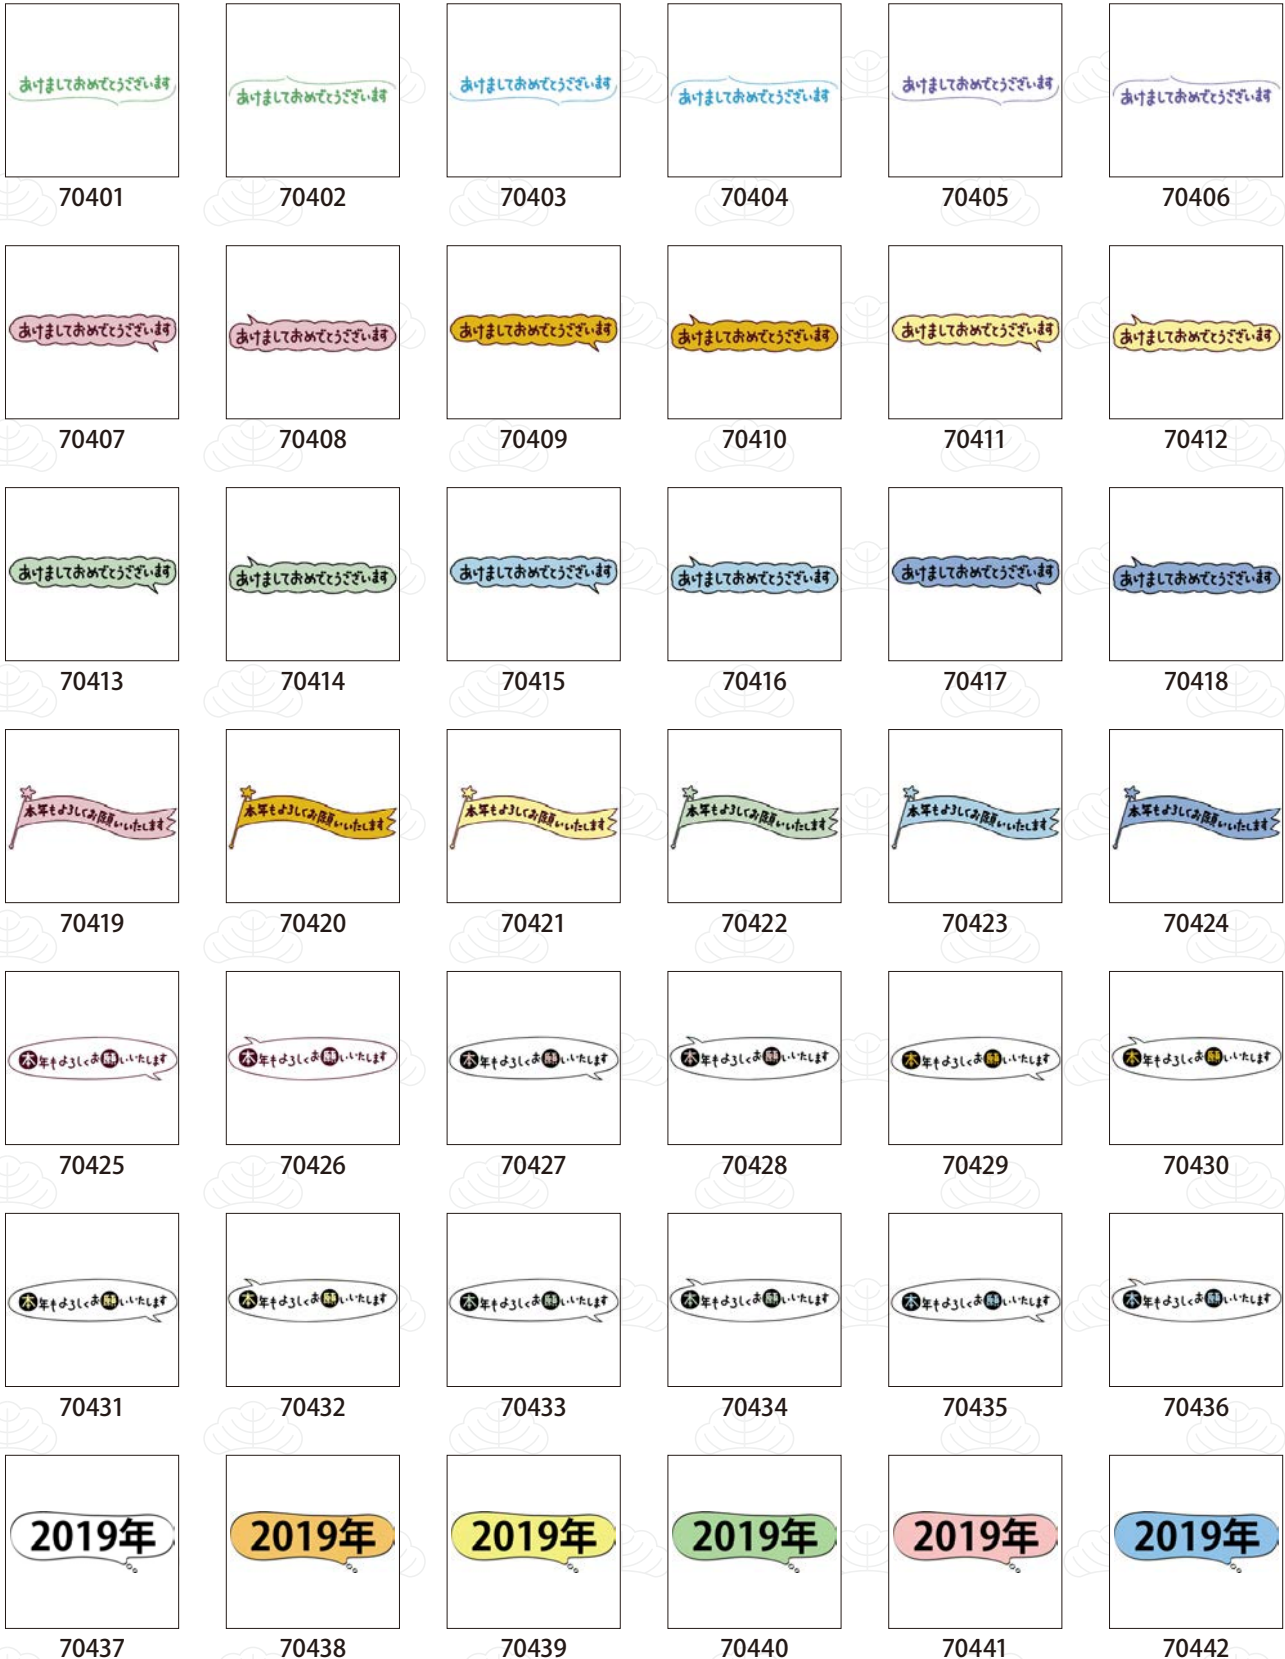 あけましておめでとうございます
あけましておめでとうございます
あけましておめでとうございます
あけましておめでとうございます
あけましておめでとうございます
あけましておめでとうございます
70401
70402
70403
70404
70405
70406
あけましておめでとうございます
あけましておめでとうございます
あけましておめでとうございます
あけましておめでとうございます
あけましておめでとうございます
あけましておめでとうございます
70407
70408
70409
70410
70411
70412
あけましておめでとうございます
あけましておめでとうございます
あけましておめでとうございます
あけましておめでとうございます
あけましておめでとうございます
あけましておめでとうございます
70413
70414
70415
70416
70417
70418
本年もよろしくお願いいたします
本年もよろしくお願いいたします
本年もよろしくお願いいたします
本年もよろしくお願いいたします
本年もよろしくお願いいたします
本年もよろしくお願いいたします
70419
70420
70421
70422
70423
70424
本年もよろしくお願いいたします
本年もよろしくお願いいたします
本年もよろしくお願いいたします
本年もよろしくお願いいたします
本年もよろしくお願いいたします
本年もよろしくお願いいたします
70425
70426
70427
70428
70429
70430
本年もよろしくお願いいたします
本年もよろしくお願いいたします
本年もよろしくお願いいたします
本年もよろしくお願いいたします
本年もよろしくお願いいたします
本年もよろしくお願いいたします
70431
70432
70433
70434
70435
70436
2019年
2019年
2019年
2019年
2019年
2019年
70437
70438
70439
70440
70441
70442